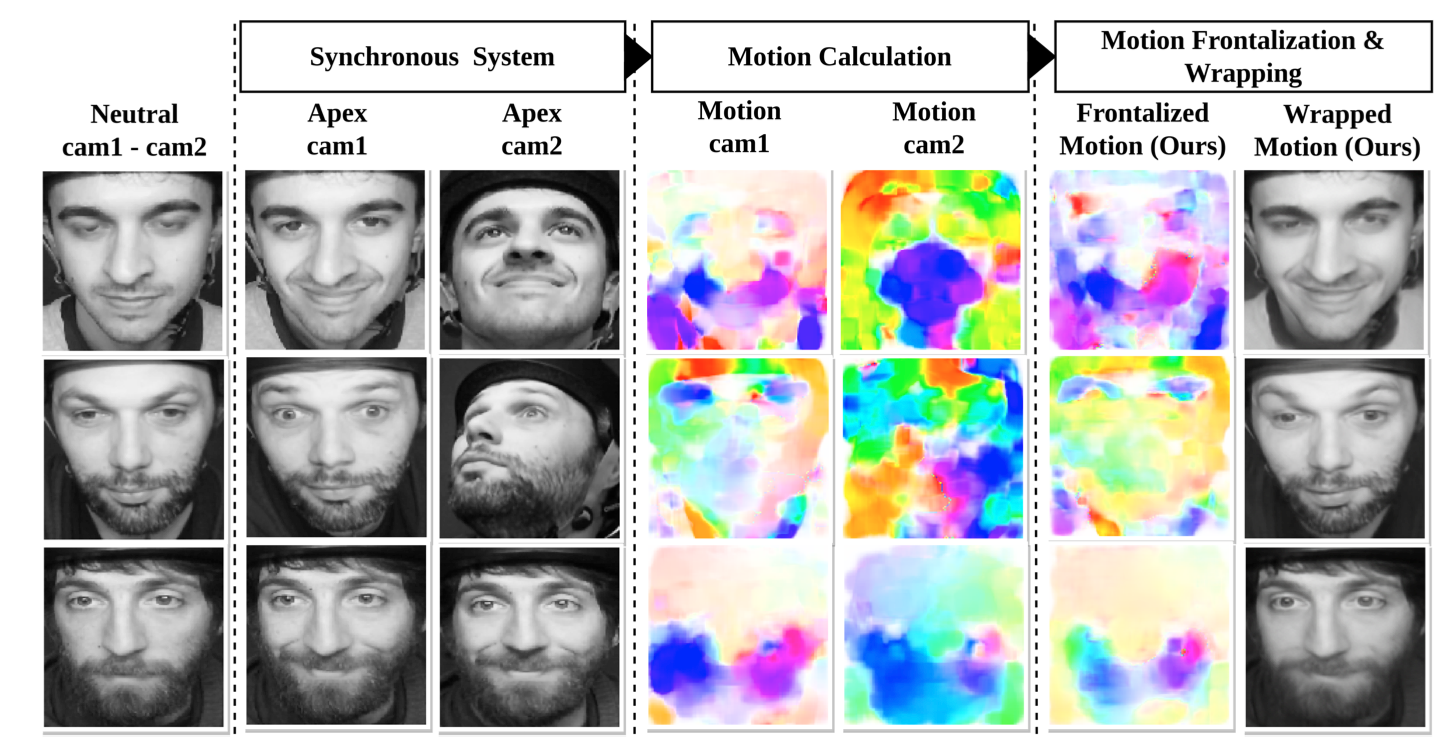 Synchronous System
Motion Calculation
Motion Frontalization &
Wrapping
Neutral
cam1 - cam2
Apex
cam1
Apex
cam2
Motion
cam1
Motion
cam2
Frontalized
Motion (Ours)
Wrapped
Motion (Ours)